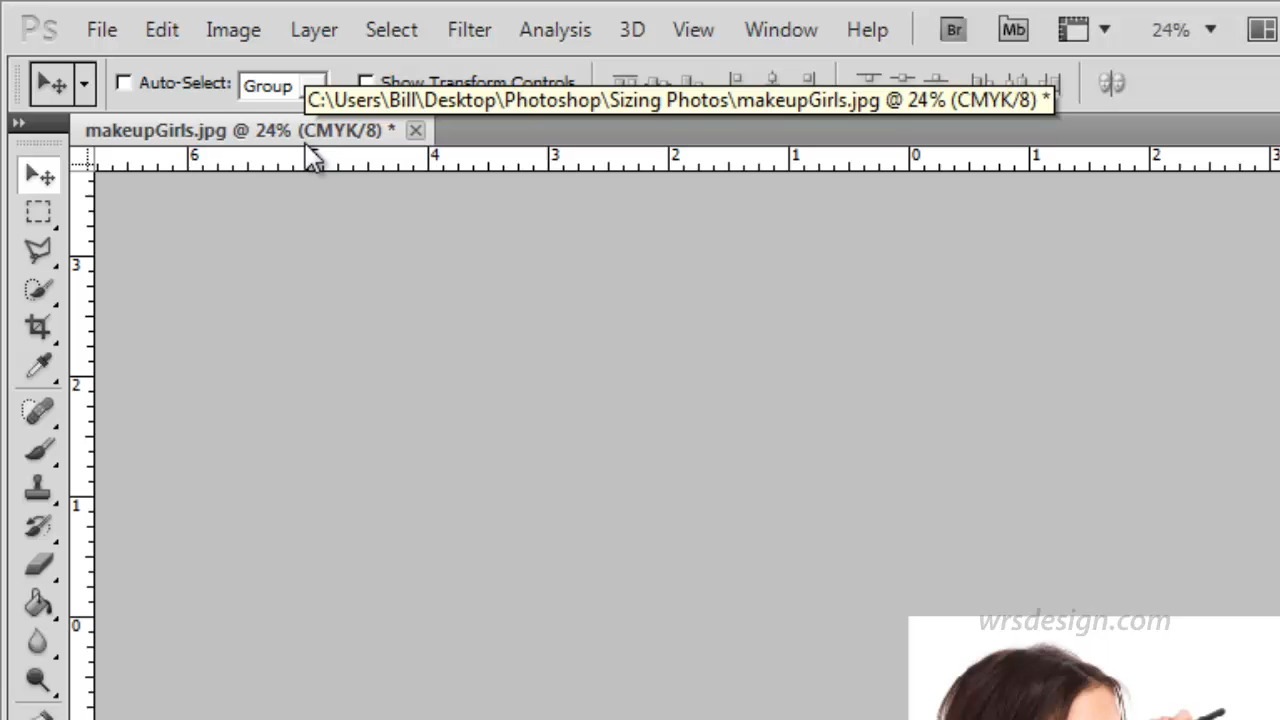 Ps File Edit Image Layer Select Filter Analysis 3D View Window Help Br Mb 24%
Auto-Select: Group Show Transform Controls
C:\Users\Bill\Desktop\Photoshop\Sizing Photos\makeupGirls.jpg @ 24% (CMYK/8) *
makeupGirls.jpg @ 24% (CMYK/8) *
6 4 3 2 1 0 1 2 3
3
2
1
0
wrsdesign.com